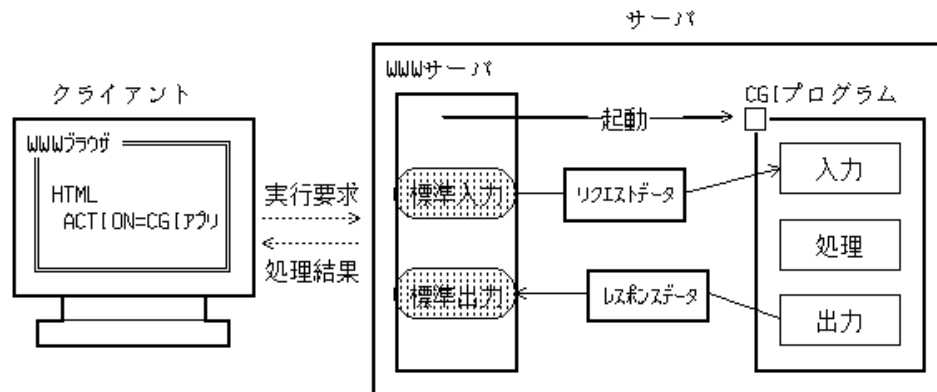 サーバ
クライアント
WWWブラウザ
HTML
ACTION=CGIアプリ
実行要求
処理結果
WWWサーバ
起動
CGIプログラム
標準入力
リクエストデータ
入力
処理
標準出力
レスポンスデータ
出力